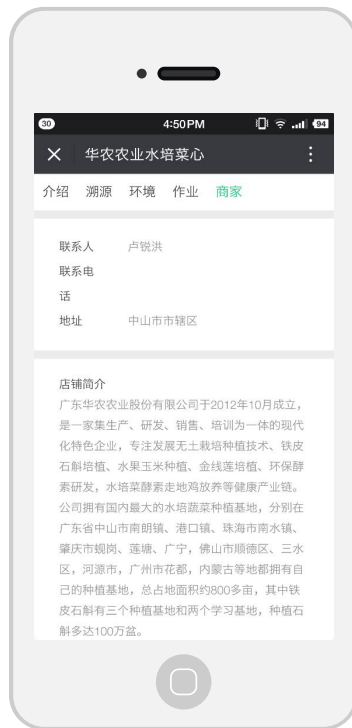 30 4:50PM 94
华农农业水培菜心
介绍 溯源 环境 作业 商家
联系人 卢锐洪
联系电
话
地址 中山市市辖区
店铺简介
广东华农农业股份有限公司于2012年10月成立，
是一家集生产、研发、销售、培训为一体的现代
化特色企业，专注发展无土栽培种植技术、铁皮
石斛培植、水果玉米种植、金线莲培植、环保酵
素研发，水培菜酵素走地鸡放养等健康产业链。
公司拥有国内最大的水培蔬菜种植基地，分别在
广东省中山市南朗镇、港口镇、珠海市南水镇、
肇庆市蚬岗、莲塘、广宁，佛山市顺德区、三水
区，河源市，广州市花都，内蒙古等地都拥有自
己的种植基地，总占地面积约800多亩，其中铁
皮石斛有三个种植基地和两个学习基地，种植石
斛多达100万盆。